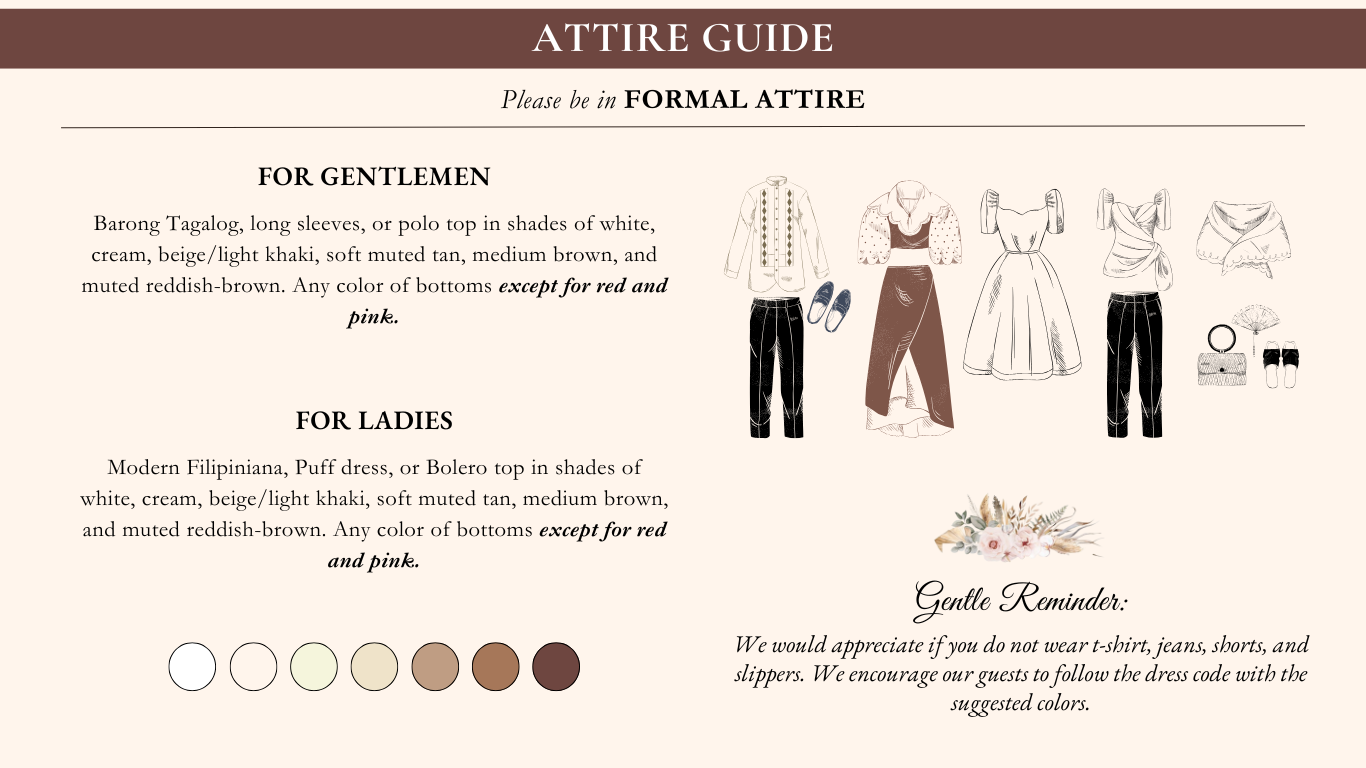 ATTIRE GUIDE
Please be in FORMAL ATTIRE
FOR GENTLEMEN
Barong Tagalog, long sleeves, or polo top in shades of white,
cream, beige/light khaki, soft muted tan, medium brown, and
muted reddish-brown. Any color of bottoms except for red and
pink.
FOR LADIES
Modern Filipiniana, Puff dress, or Bolero top in shades of
white, cream, beige/light khaki, soft muted tan, medium brown,
and muted reddish-brown. Any color of bottoms except for red
and pink.
Gentle Reminder:
We would appreciate if you do not wear t-shirt, jeans, shorts, and
slippers. We encourage our guests to follow the dress code with the
suggested colors.